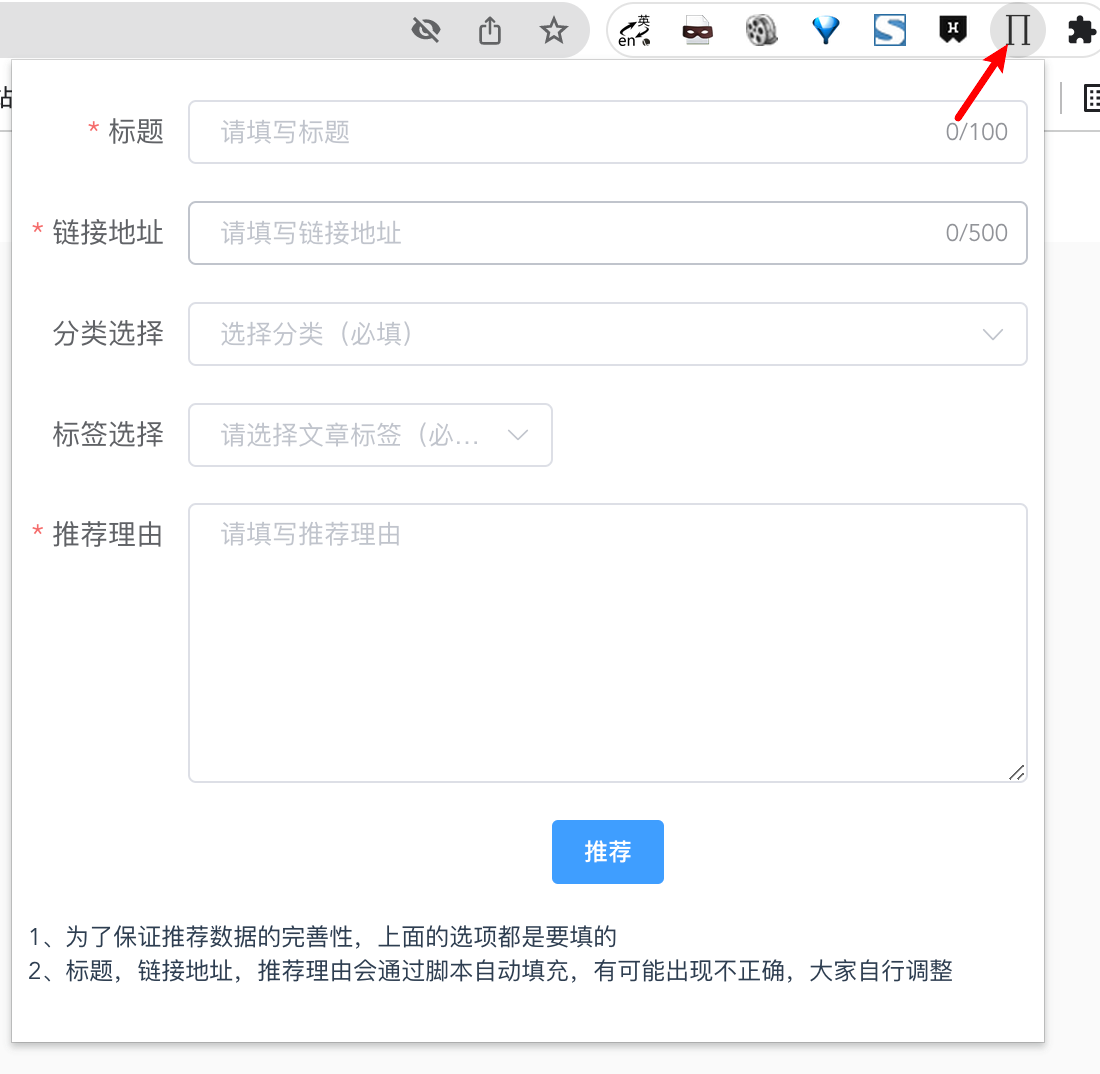 英
en
∏
站
* 标题
请填写标题
0/100
* 链接地址
请填写链接地址
0/500
分类选择
选择分类（必填）
标签选择
请选择文章标签（必...
* 推荐理由
请填写推荐理由
推荐
1、为了保证推荐数据的完善性，上面的选项都是要填的
2、标题，链接地址，推荐理由会通过脚本自动填充，有可能出现不正确，大家自行调整